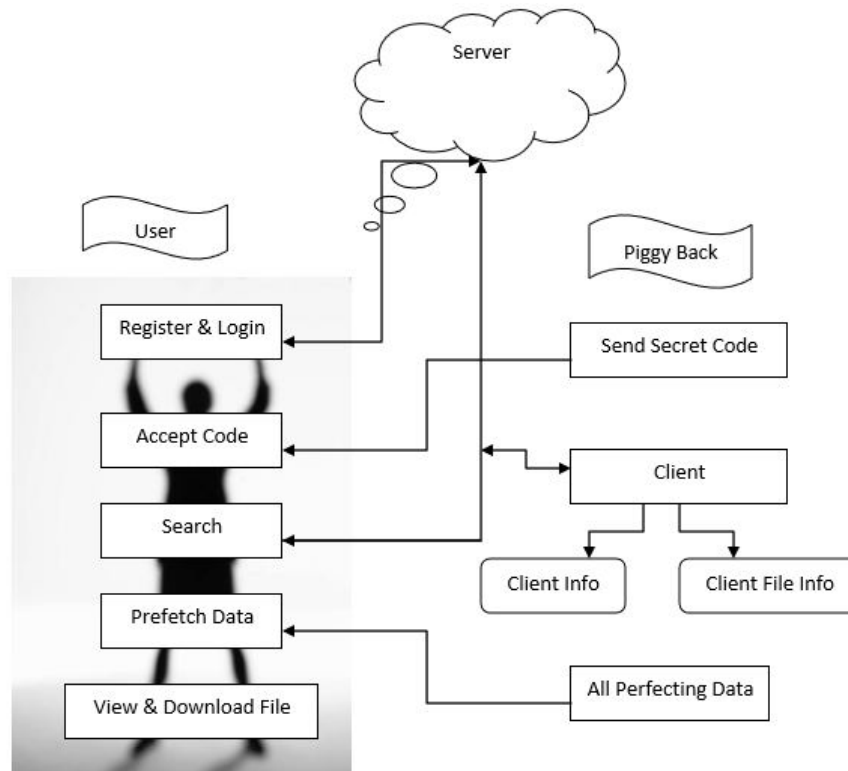 Server
User
Piggy Back
Register & Login
Send Secret Code
Accept Code
Client
Search
Client Info
Client File Info
Prefetch Data
All Perfecting Data
View & Download File